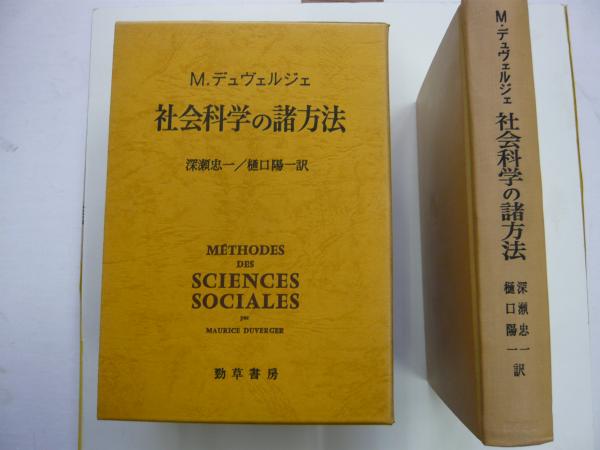 M.デュヴェルジェ
社会科学の諸方法
深瀬忠一／樋口陽一訳
MÉTHODES
DES
SCIENCES
SOCIALES
par
MAURICE DUVERGER
勁草書房
M・デュヴェルジェ
社会科学の諸方法
深瀬忠一
樋口陽一
訳